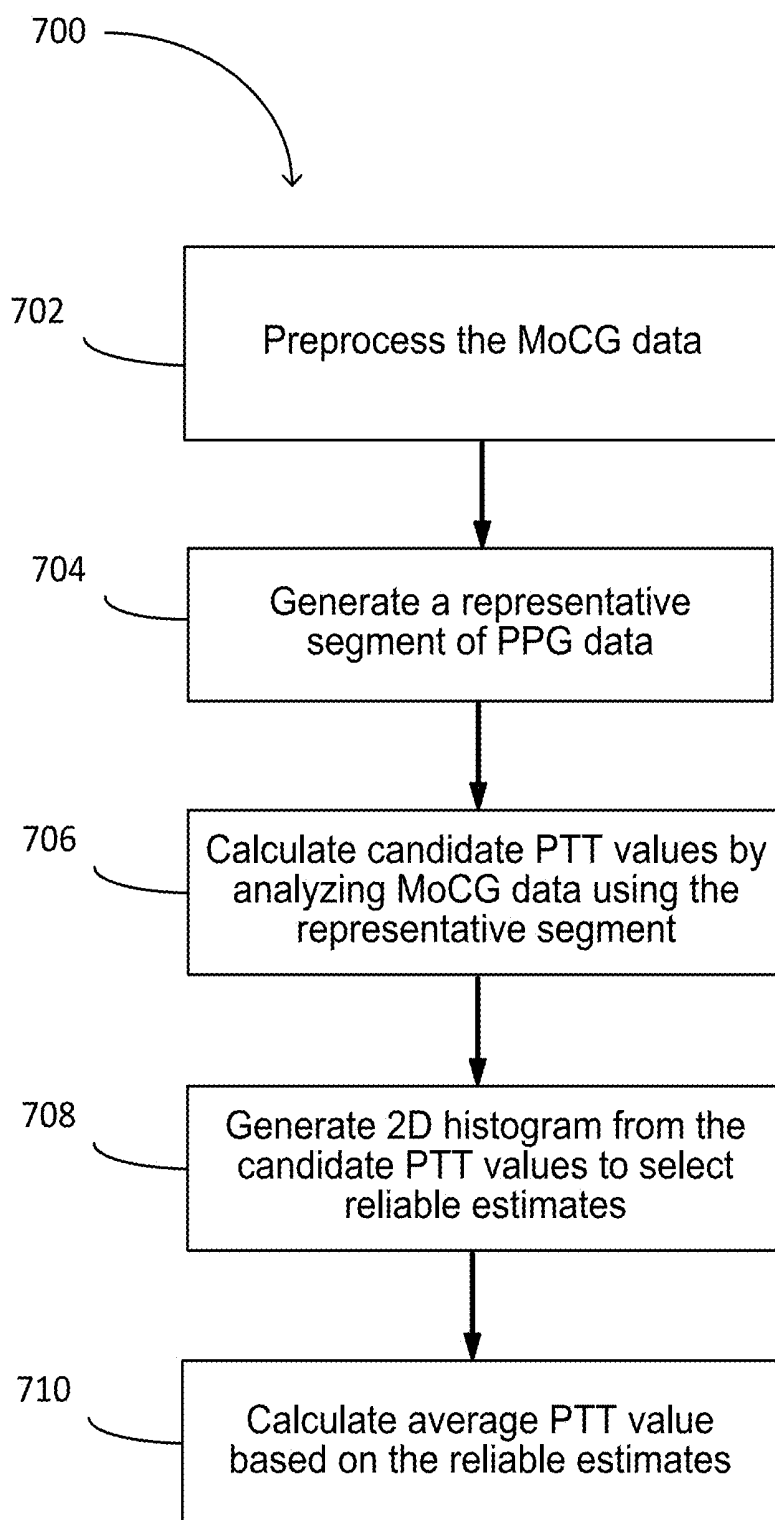 700
702
Preprocess the MoCG data
704
Generate a representative
segment of PPG data
706
Calculate candidate PTT values by
analyzing MoCG data using the
representative segment
708
Generate 2D histogram from the
candidate PTT values to select
reliable estimates
710
Calculate average PTT value
based on the reliable estimates